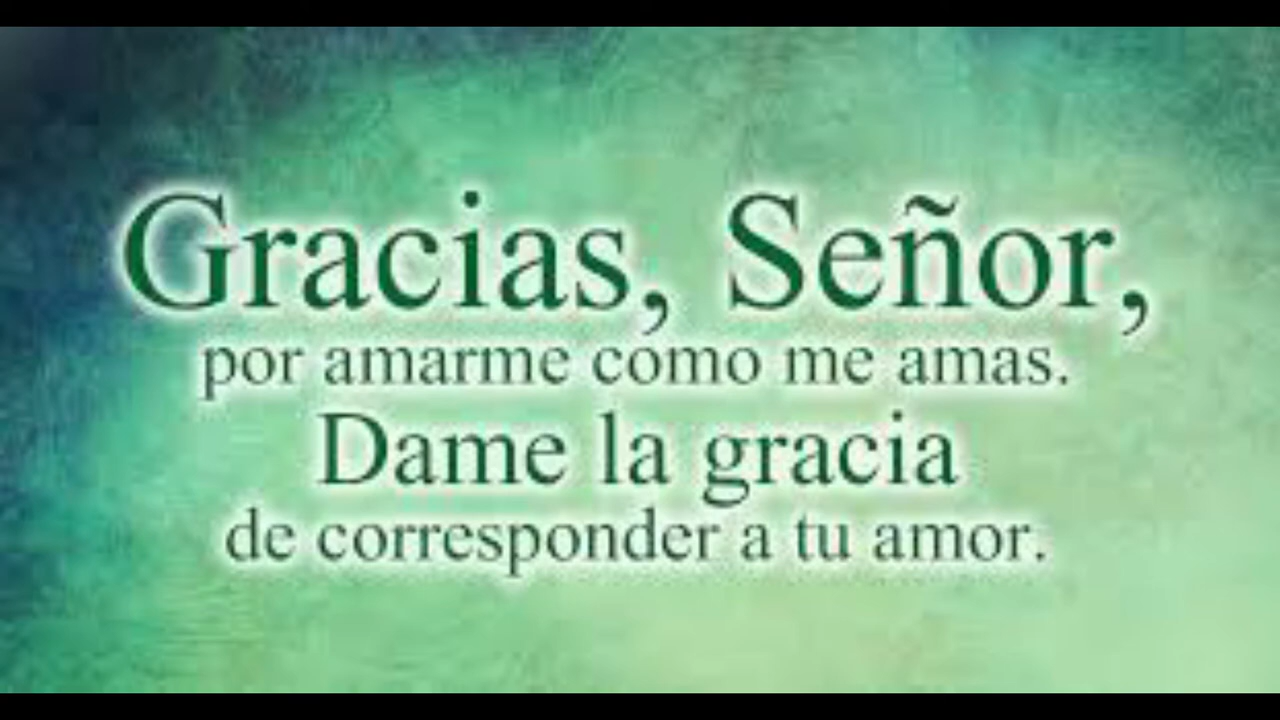 Gracias, Señor,
por amarme como me amas.
Dame la gracia
de corresponder a tu amor.